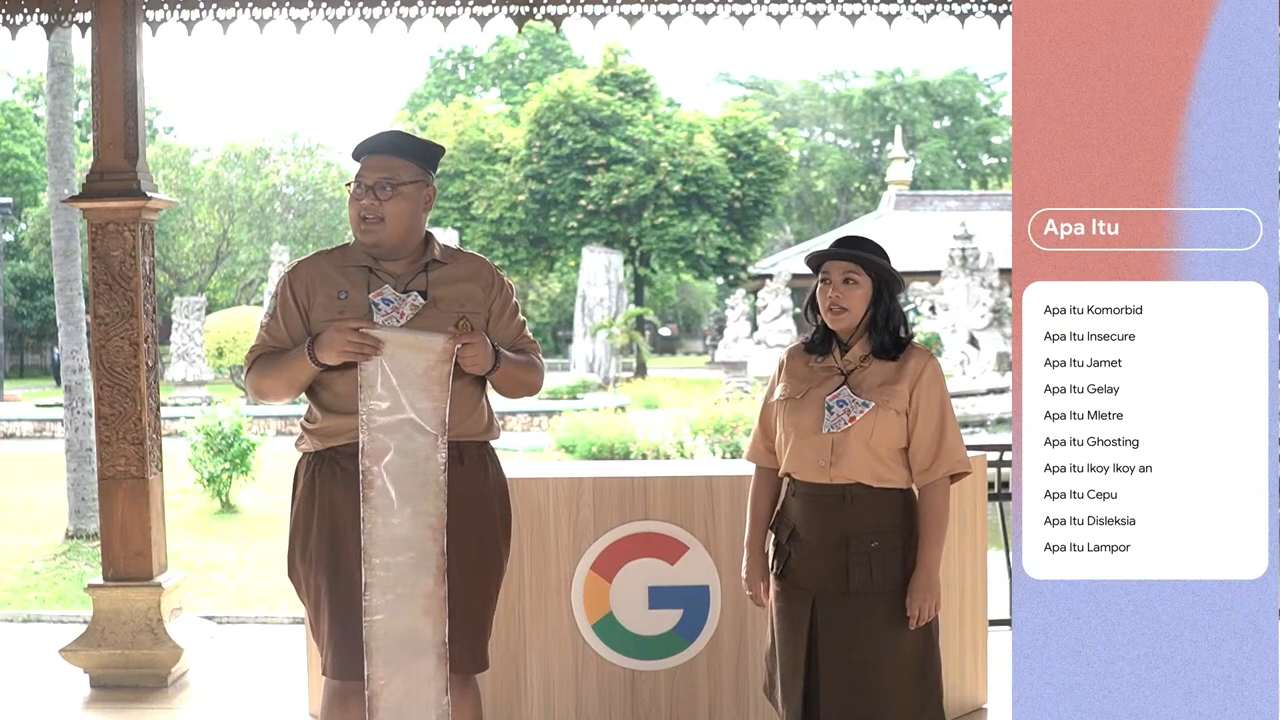 Apa Itu
Apa itu Komorbid
Apa Itu Insecure
Apa Itu Jamet
Apa Itu Gelay
Apa Itu Mletre
Apa itu Ghosting
Apa itu Ikoy Ikoy an
Apa Itu Cepu
Apa Itu Disleksia
Apa Itu Lampor
G